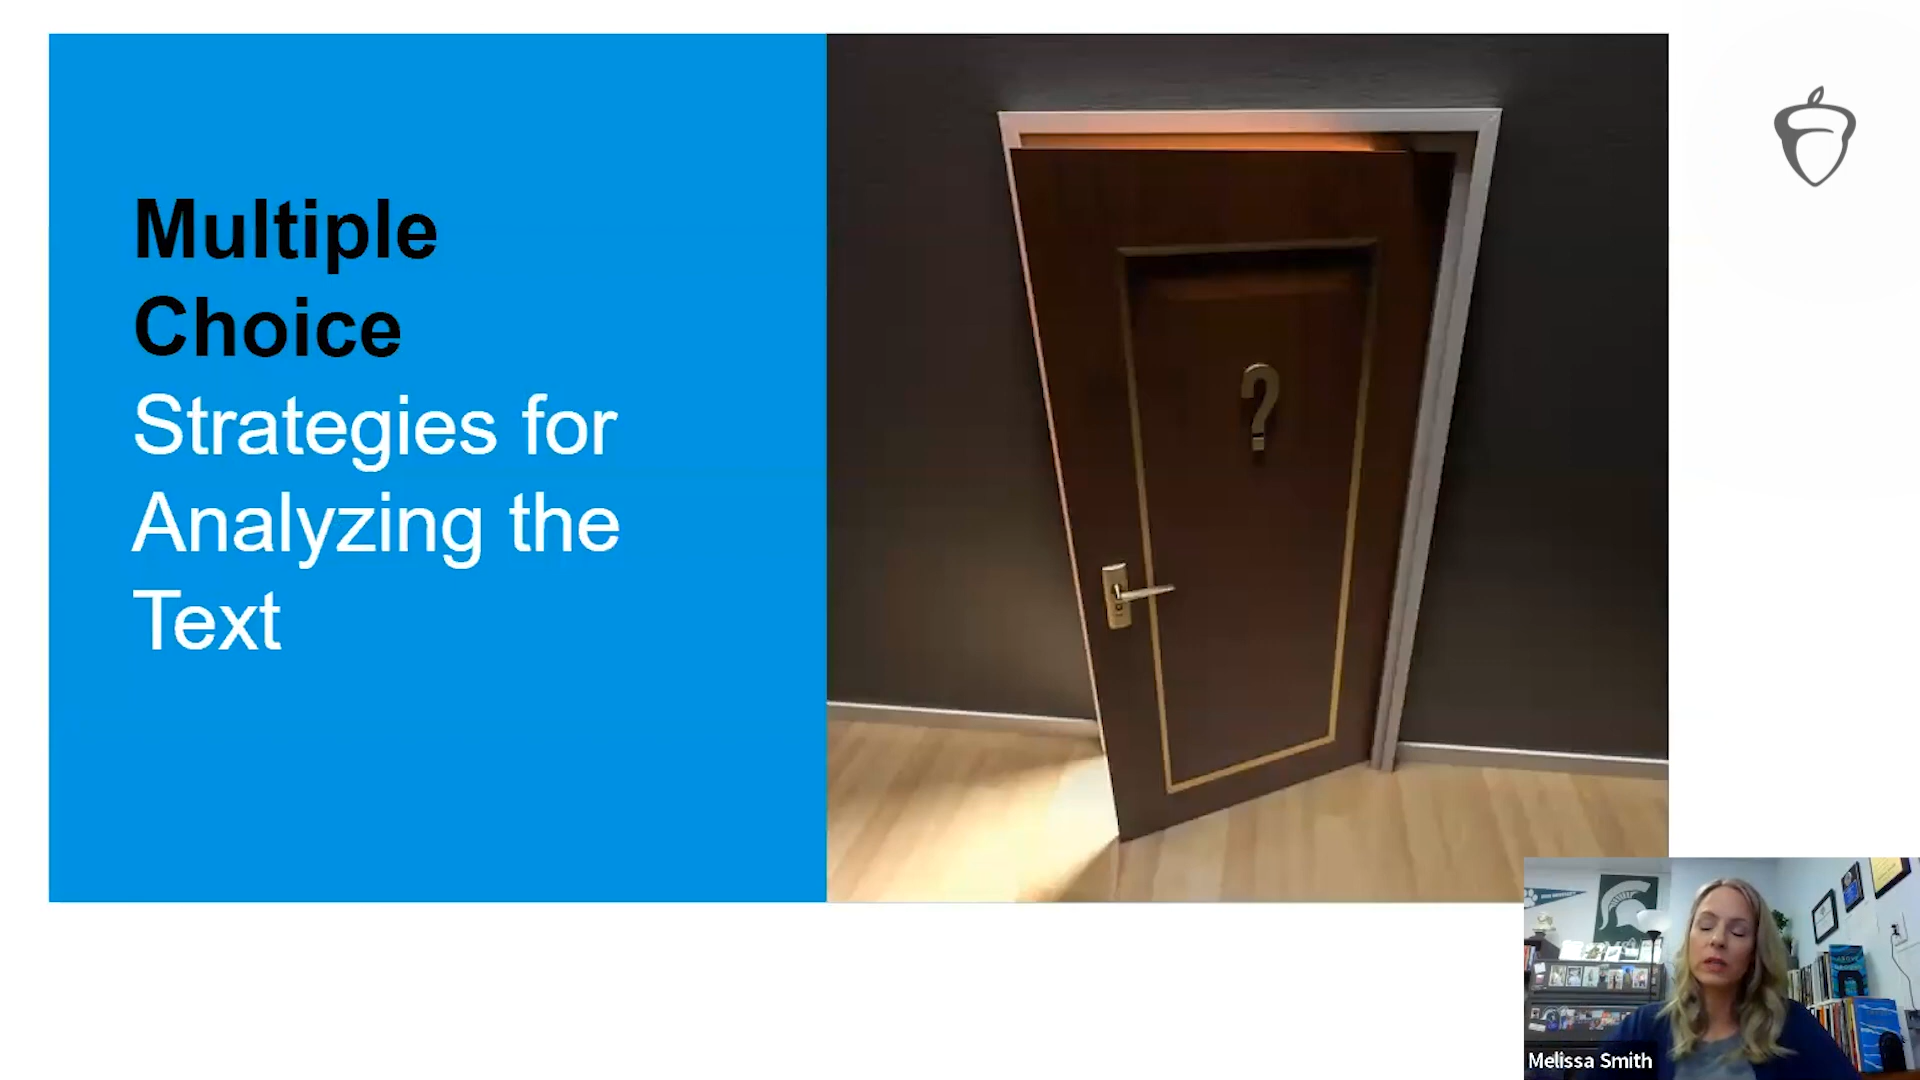 Multiple
Choice
Strategies for
Analyzing the
Text
?
Melissa Smith